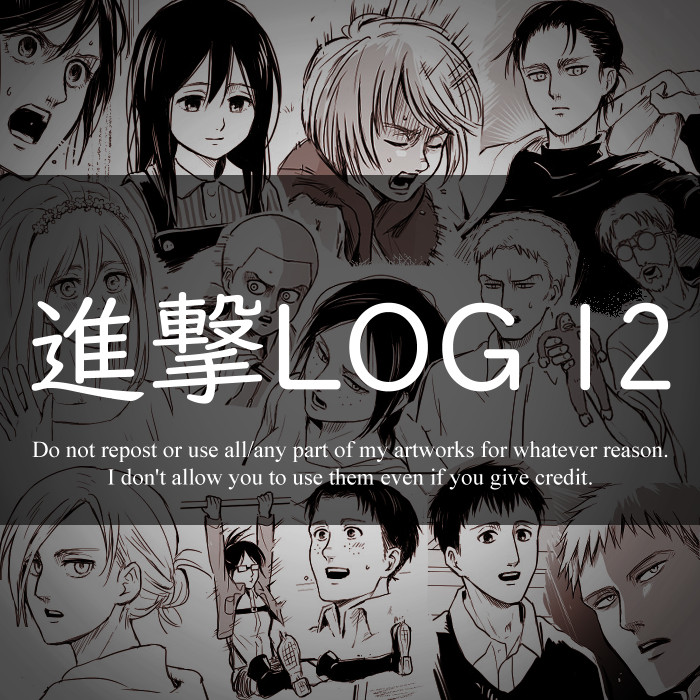 進撃LOG 12
Do not repost or use all/any part of my artworks for whatever reason.
I don't allow you to use them even if you give credit.